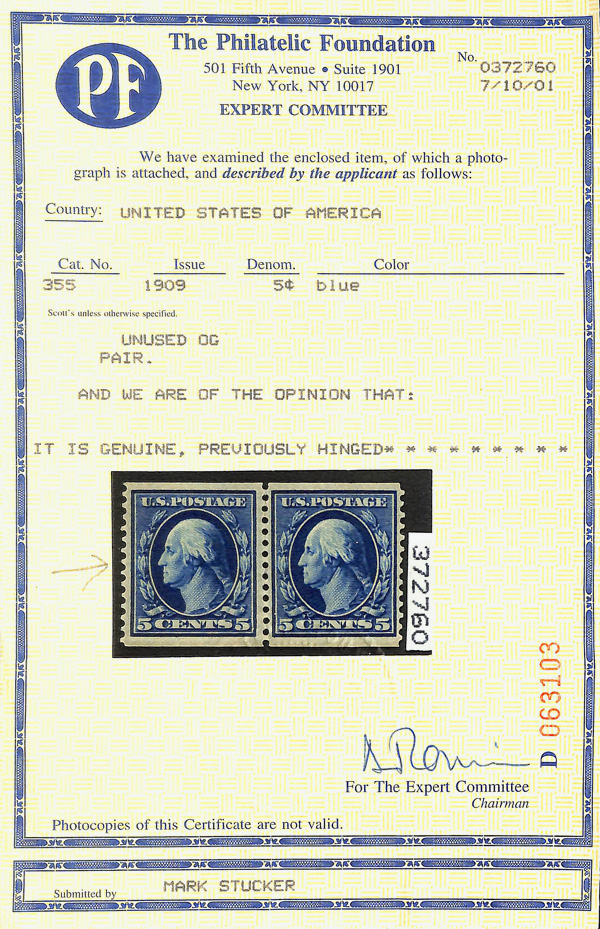 PF
The Philatelic Foundation
501 Fifth Avenue • Suite 1901
New York, NY 10017
EXPERT COMMITTEE
No. 0372760
7/10/01
We have examined the enclosed item, of which a photo-
graph is attached, and described by the applicant as follows:
Country: UNITED STATES OF AMERICA
Cat. No. Issue Denom. Color
355 1909 5¢ blue
Scott's unless otherwise specified.
UNUSED OG
PAIR.
AND WE ARE OF THE OPINION THAT:
IT IS GENUINE, PREVIOUSLY HINGED* * * * * * * * *
U.S. POSTAGE U.S. POSTAGE
5 CENTS 5 5 CENTS 5
372760
D 063103
For The Expert Committee
Chairman
Photocopies of this Certificate are not valid.
Submitted by MARK STUCKER